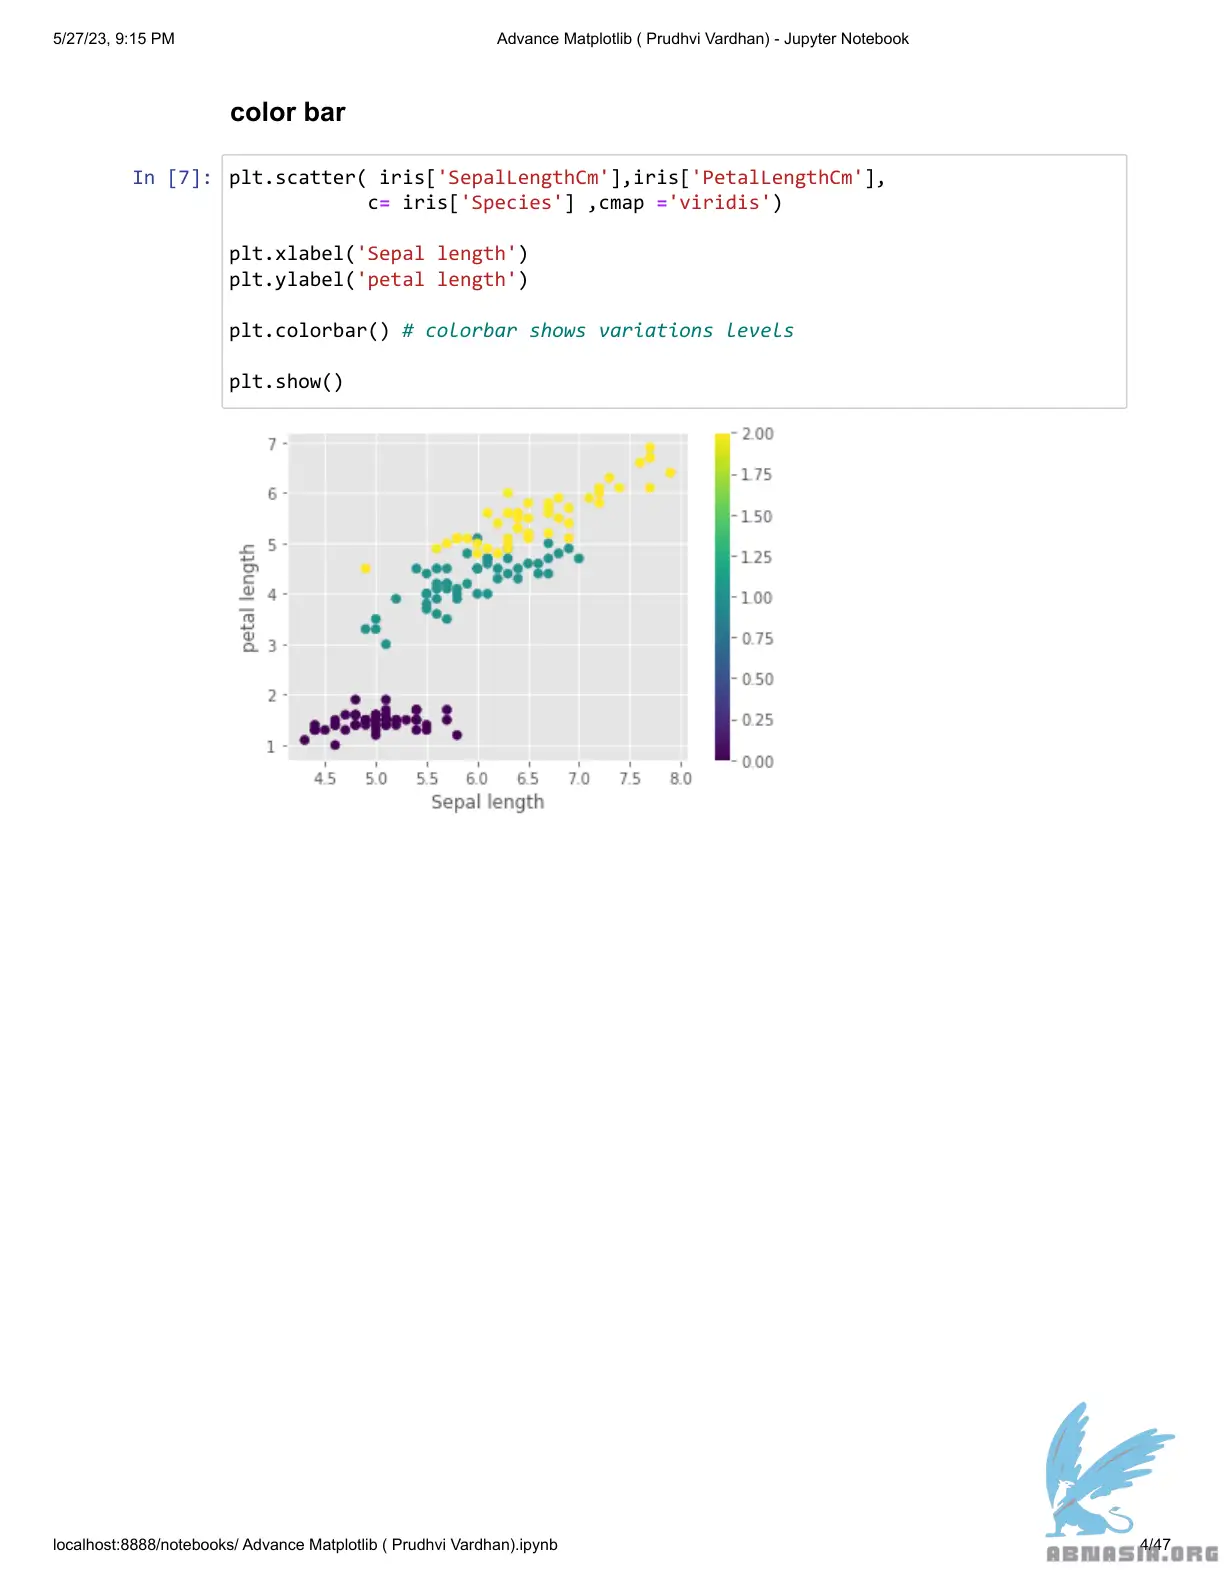 5/27/23, 9:15 PM
Advance Matplotlib ( Prudhvi Vardhan) - Jupyter Notebook
color bar
In [7]:
plt.scatter( iris['SepalLengthCm'],iris['PetalLengthCm'],
            c= iris['Species'] ,cmap ='viridis')
plt.xlabel('Sepal length')
plt.ylabel('petal length')
plt.colorbar() # colorbar shows variations levels
plt.show()
7
6
5
4
3
2
1
petal length
4.5 5.0 5.5 6.0 6.5 7.0 7.5 8.0
Sepal length
2.00
1.75
1.50
1.25
1.00
0.75
0.50
0.25
0.00
localhost:8888/notebooks/ Advance Matplotlib ( Prudhvi Vardhan).ipynb
4/47
ABNASIA.ORG